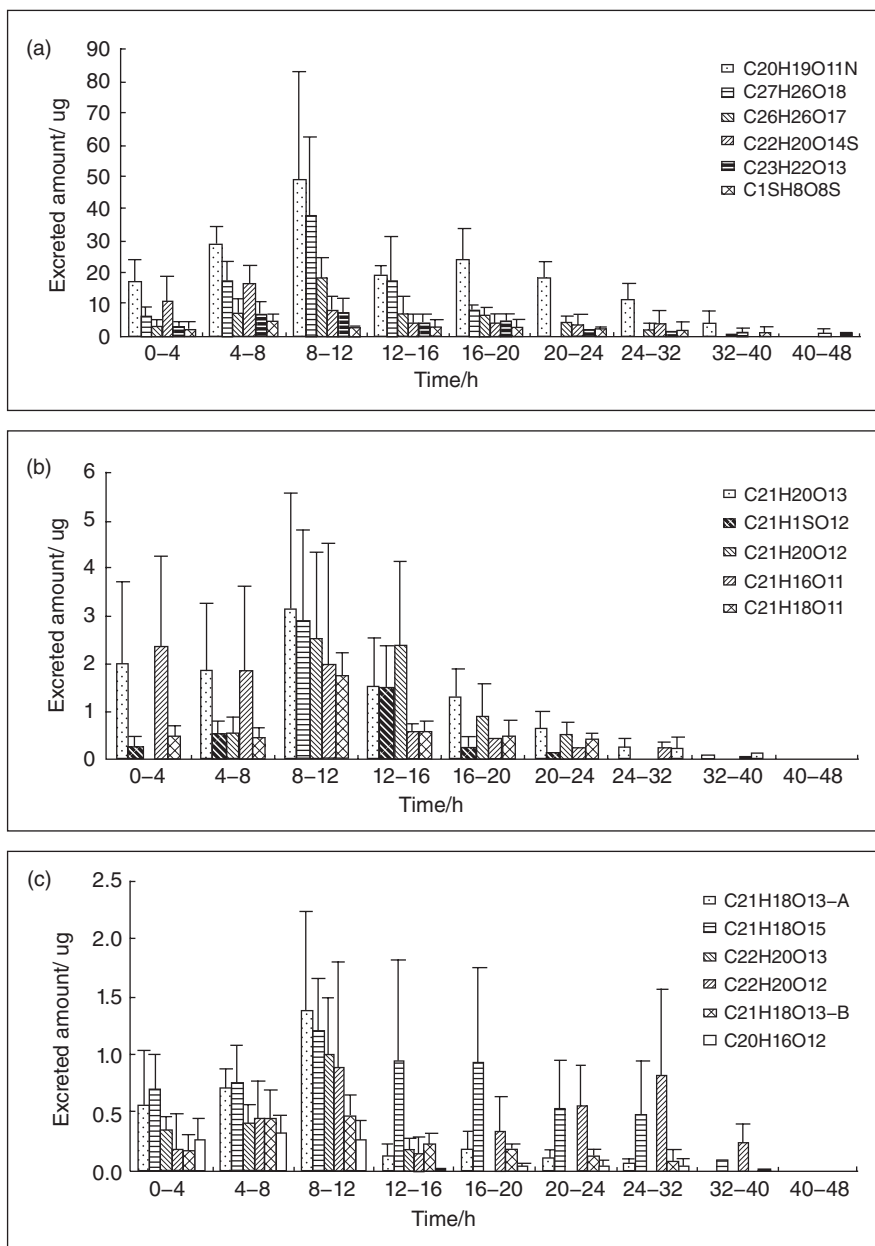 (a)
90
80
70
60
50
40
30
20
10
0
Excreted amount/ ug
C20H19O11N
C27H26O18
C26H26O17
C22H20O14S
C23H22O13
C1SH8O8S
0–4 4–8 8–12 12–16 16–20 20–24 24–32 32–40 40–48
Time/h
(b)
6
5
4
3
2
1
0
Excreted amount/ ug
C21H20O13
C21H1SO12
C21H20O12
C21H16O11
C21H18O11
0–4 4–8 8–12 12–16 16–20 20–24 24–32 32–40 40–48
Time/h
(c)
2.5
2.0
1.5
1.0
0.5
0.0
Excreted amount/ ug
C21H18O13–A
C21H18O15
C22H20O13
C22H20O12
C21H18O13–B
C20H16O12
0–4 4–8 8–12 12–16 16–20 20–24 24–32 32–40 40–48
Time/h